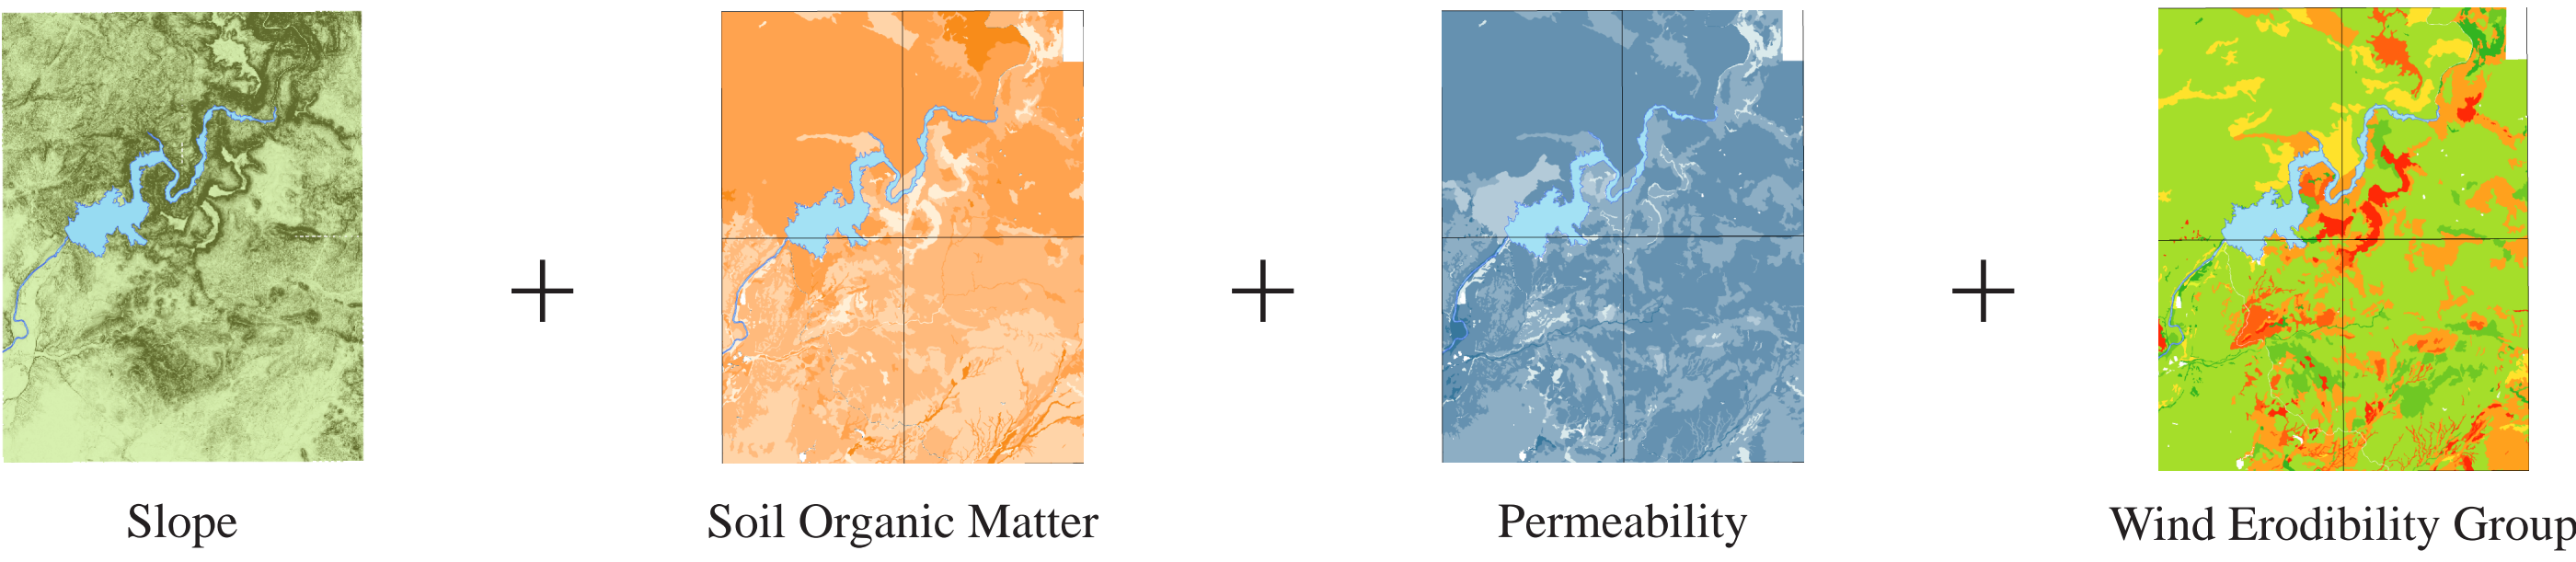 Slope
Soil Organic Matter
Permeability
Wind Erodibility Group
+
+
+